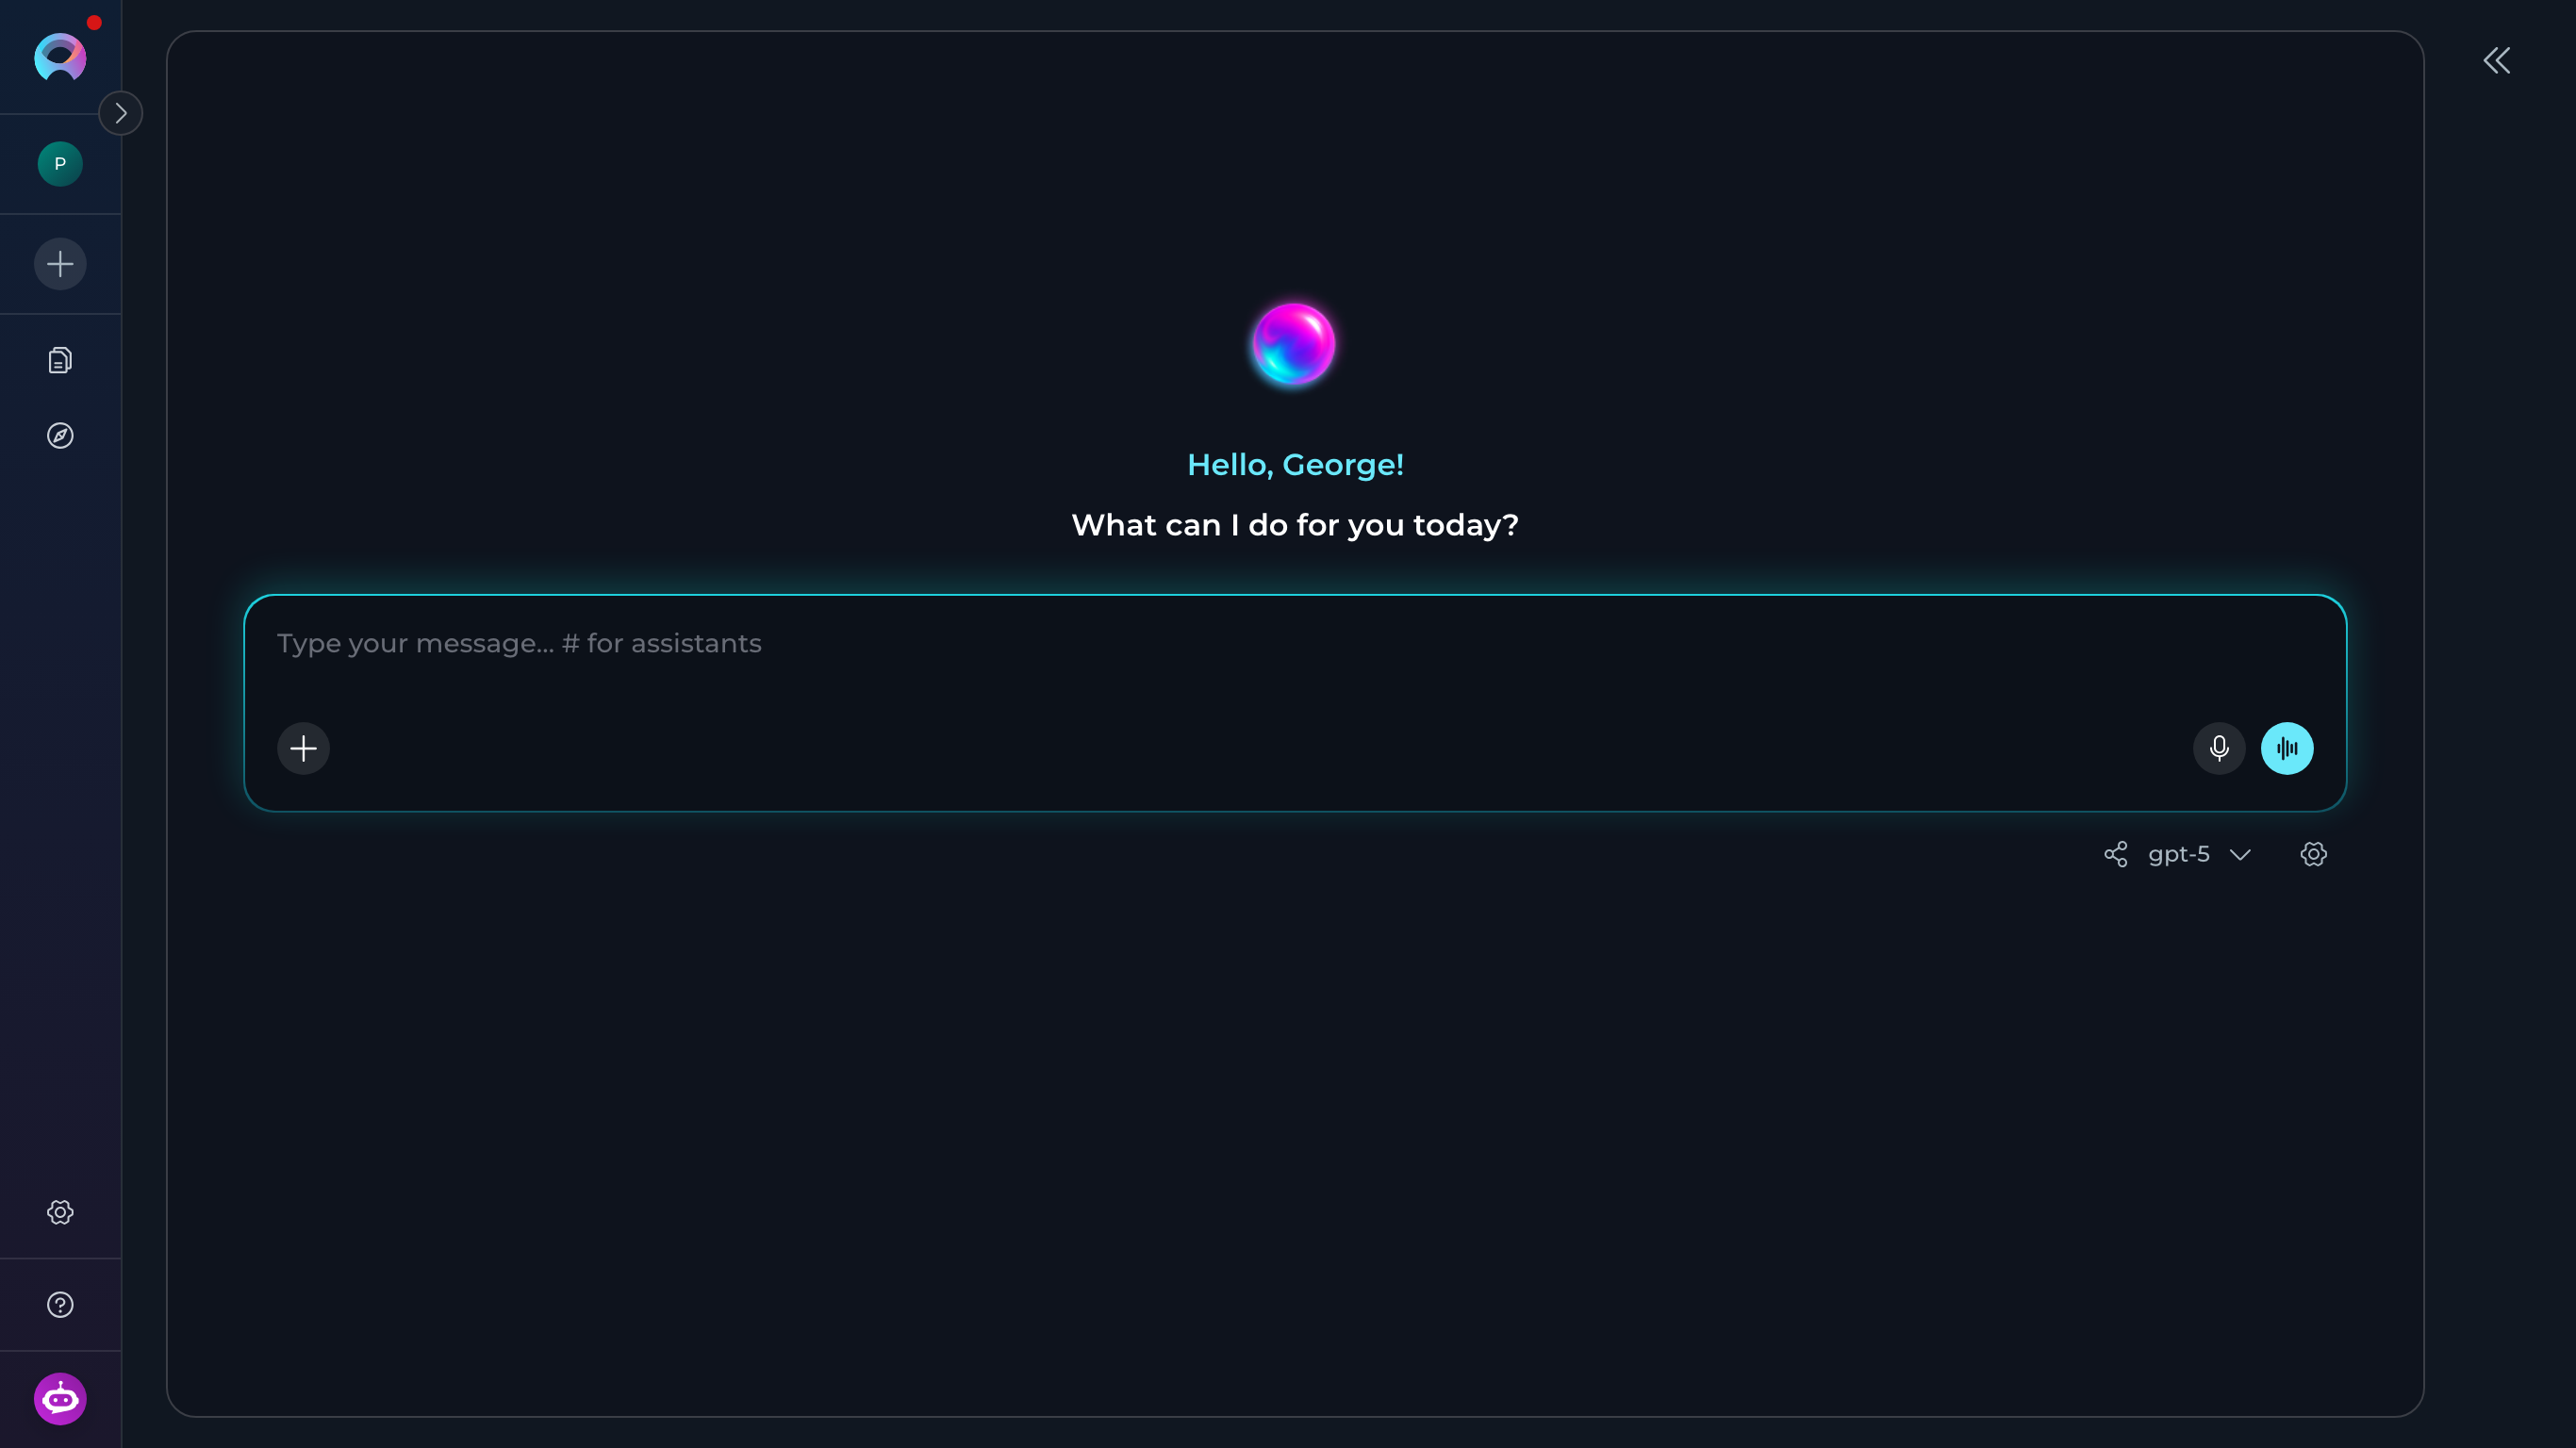 P
Hello, George!
What can I do for you today?
Type your message... # for assistants
gpt-5